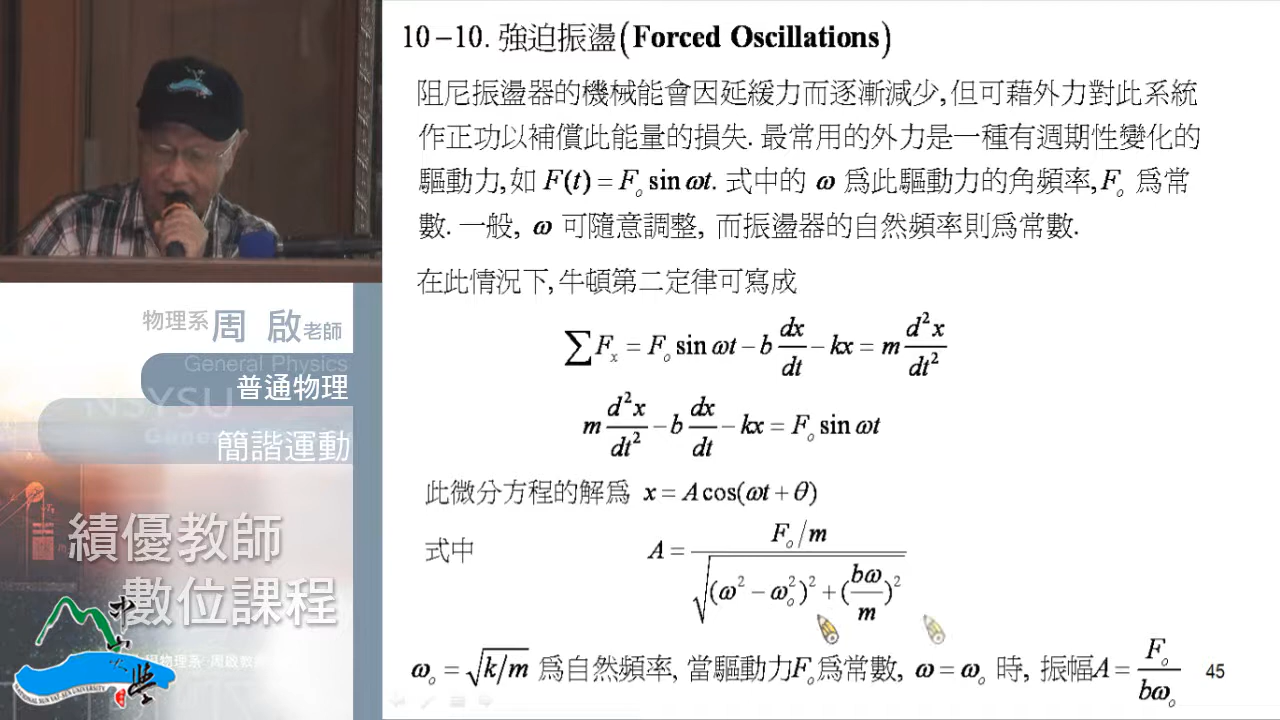 10-10. 強迫振盪(Forced Oscillations)
阻尼振盪器的機械能會因延緩力而逐漸減少,但可藉外力對此系統
作正功以補償此能量的損失. 最常用的外力是一種有週期性變化的
驅動力,如 F(t) = F_o sin ωt. 式中的 ω 為此驅動力的角頻率,F_o 為常
數. 一般, ω 可隨意調整, 而振盪器的自然頻率則為常數.
在此情況下,牛頓第二定律可寫成
∑F_x = F_o sin ωt − b dx/dt − kx = m d²x/dt²
m d²x/dt² − b dx/dt − kx = F_o sin ωt
此微分方程的解為 x = A cos(ωt + θ)
式中 A = (F_o/m) / √((ω² − ω_o²)² + (bω/m)²)
ω_o = √(k/m) 為自然頻率, 當驅動力F_o為常數, ω = ω_o 時, 振幅A = F_o/(bω_o)
45
物理系 周 啟 老師
General Physics
普通物理
NSYSU
簡諧運動
績優教師
數位課程
中山大學